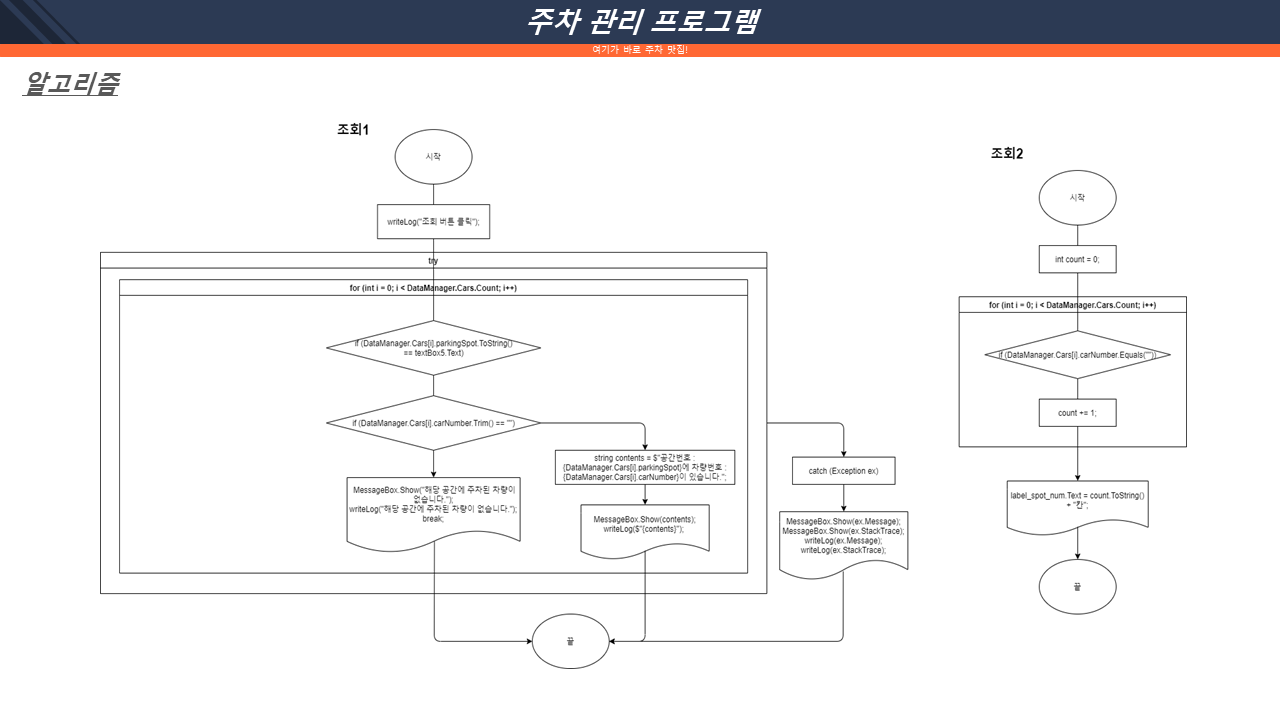 주차 관리 프로그램
여기가 바로 주자 맛집!
알고리즘
조회1
시작
writeLog("조회 버튼 클릭");
try
for (int i = 0; i < DataManager.Cars.Count; i++)
if (DataManager.Cars[i].parkingSpot.ToString()
== textBox5.Text)
if (DataManager.Cars[i].carNumber.Trim() == "")
MessageBox.Show("해당 공간에 주차된 차량이
없습니다.");
writeLog("해당 공간에 주차된 차량이 없습니다.");
break;
string contents = $"공간번호 :
{DataManager.Cars[i].parkingSpot}에 차량번호 :
{DataManager.Cars[i].carNumber}이 있습니다.";
MessageBox.Show(contents);
writeLog($"{contents}");
catch (Exception ex)
MessageBox.Show(ex.Message);
MessageBox.Show(ex.StackTrace);
writeLog(ex.Message);
writeLog(ex.StackTrace);
끝
조회2
시작
int count = 0;
for (int i = 0; i < DataManager.Cars.Count; i++)
if (DataManager.Cars[i].carNumber.Equals(""))
count += 1;
label_spot_num.Text = count.ToString()
+ "칸";
끝